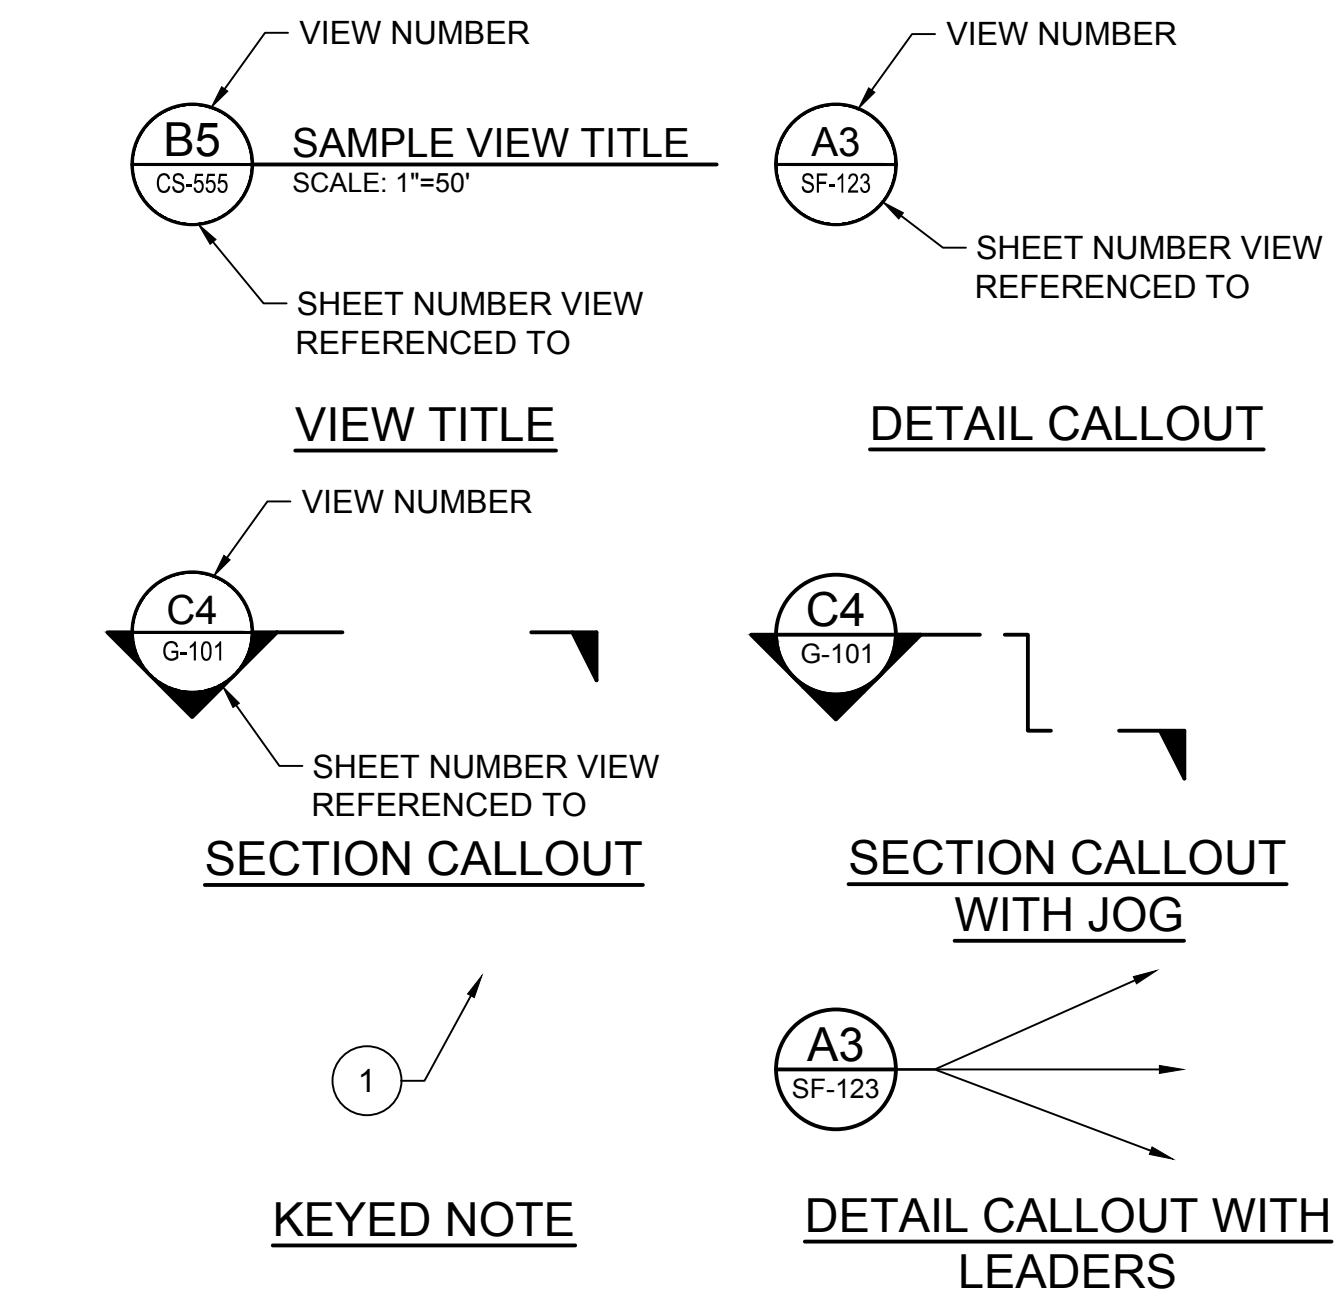 VIEW NUMBER
B5
CS-555
SAMPLE VIEW TITLE
SCALE: 1"=50'
SHEET NUMBER VIEW
REFERENCED TO
VIEW TITLE
VIEW NUMBER
A3
SF-123
SHEET NUMBER VIEW
REFERENCED TO
DETAIL CALLOUT
VIEW NUMBER
C4
G-101
SHEET NUMBER VIEW
REFERENCED TO
SECTION CALLOUT
C4
G-101
SECTION CALLOUT
WITH JOG
1
KEYED NOTE
A3
SF-123
DETAIL CALLOUT WITH
LEADERS